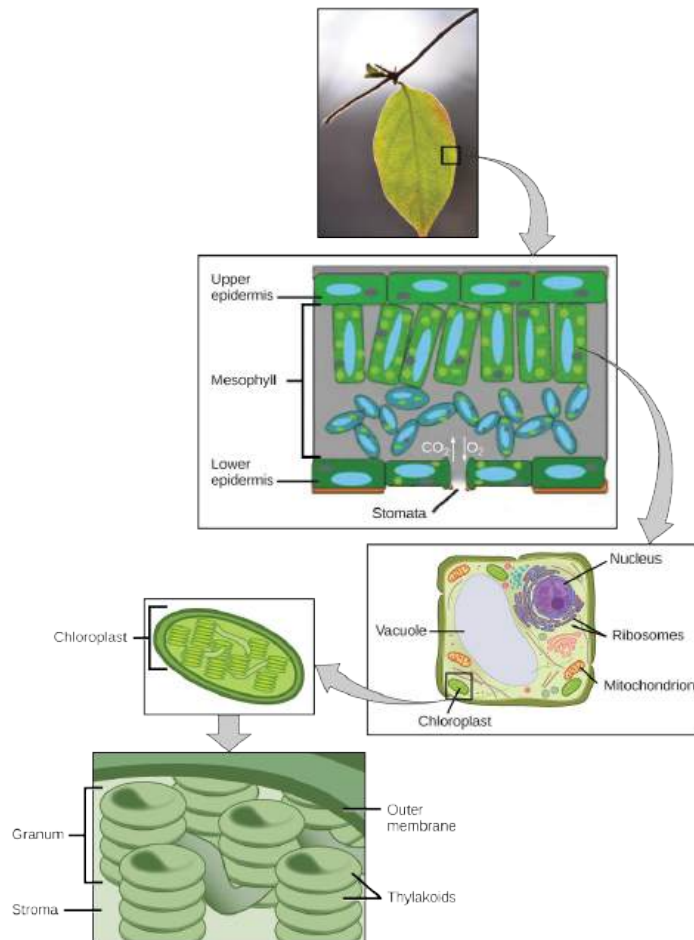 Upper
epidermis
Mesophyll
CO2
O2
Lower
epidermis
Stomata
Nucleus
Vacuole
Ribosomes
Mitochondrion
Chloroplast
Chloroplast
Outer
membrane
Granum
Thylakoids
Stroma